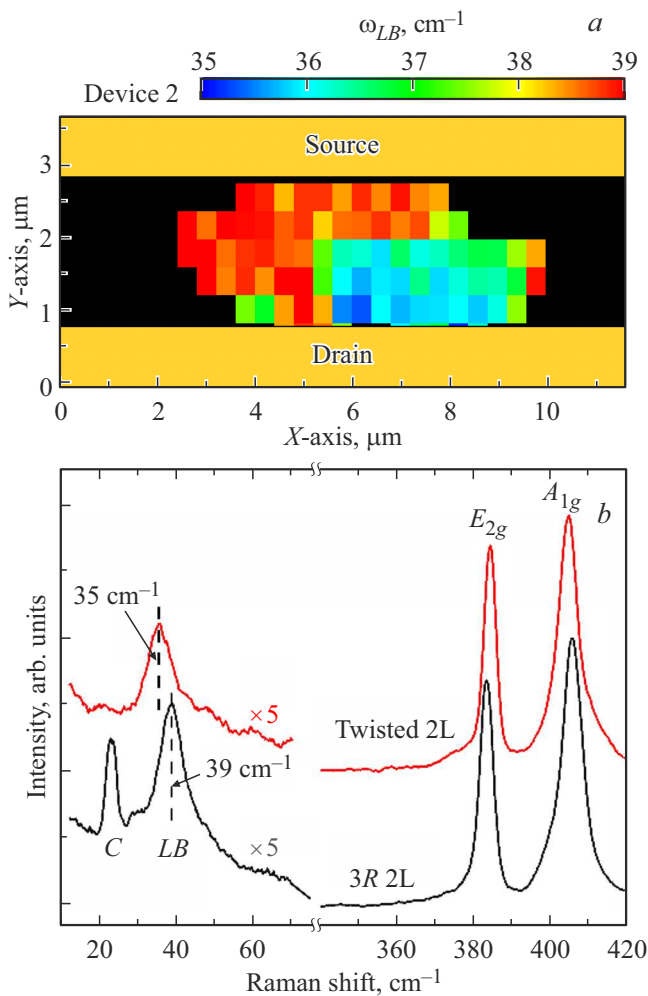 ω_LB, cm⁻¹ a
35 36 37 38 39
Device 2
Source
Drain
3
2
1
0
Y-axis, μm
0 2 4 6 8 10
X-axis, μm
b
E_2g A_1g
35 cm⁻¹
×5
Twisted 2L
39 cm⁻¹
C LB ×5
3R 2L
Intensity, arb. units
20 40 60 360 380 400 420
Raman shift, cm⁻¹